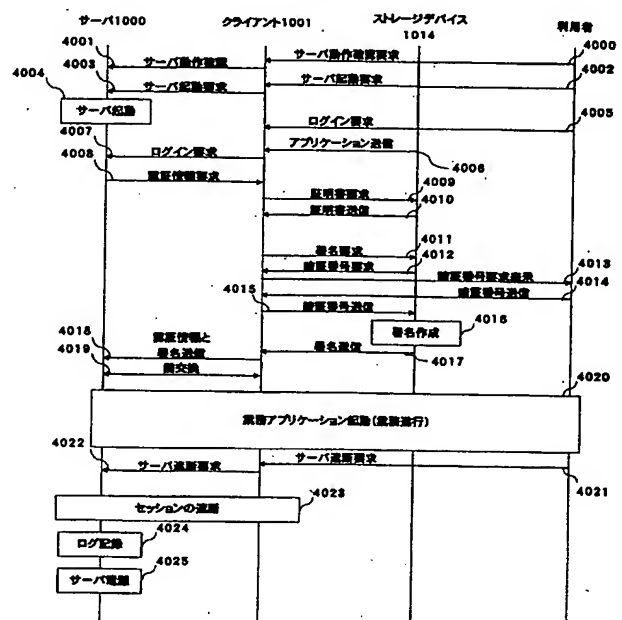 サーバ1000
クライアント1001
ストレージデバイス
1014
利用者
4001
サーバ動作確認
サーバ動作確認要求
4000
4003
サーバ起動要求
サーバ起動要求
4002
4004
サーバ起動
4005
ログイン要求
4007
ログイン要求
アプリケーション送信
4006
4008
認証情報要求
4009
証明書要求
4010
証明書送信
4011
署名要求
4012
暗証番号要求
4013
暗証番号要求表示
4014
暗証番号送信
4015
暗証番号送信
4016
署名作成
4017
署名返信
4018
認証情報と
署名送信
4019
鍵交換
4020
業務アプリケーション起動(業務進行)
4022
サーバ遮断要求
サーバ遮断要求
4021
4023
セッションの遮断
4024
ログ記録
4025
サーバ電源